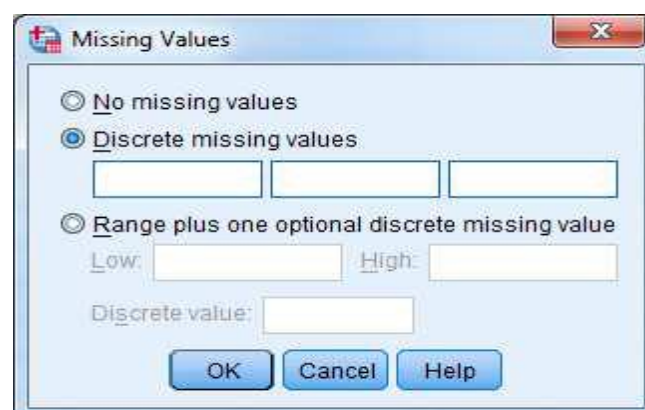 Missing Values
No missing values
Discrete missing values
Range plus one optional discrete missing value
Low: High:
Discrete value:
OK Cancel Help